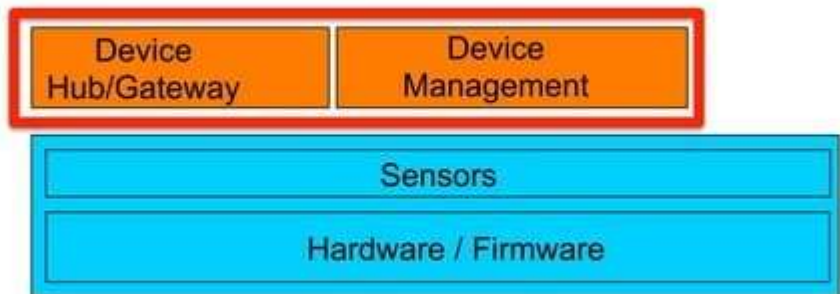 Device
Hub/Gateway
Device
Management
Sensors
Hardware / Firmware